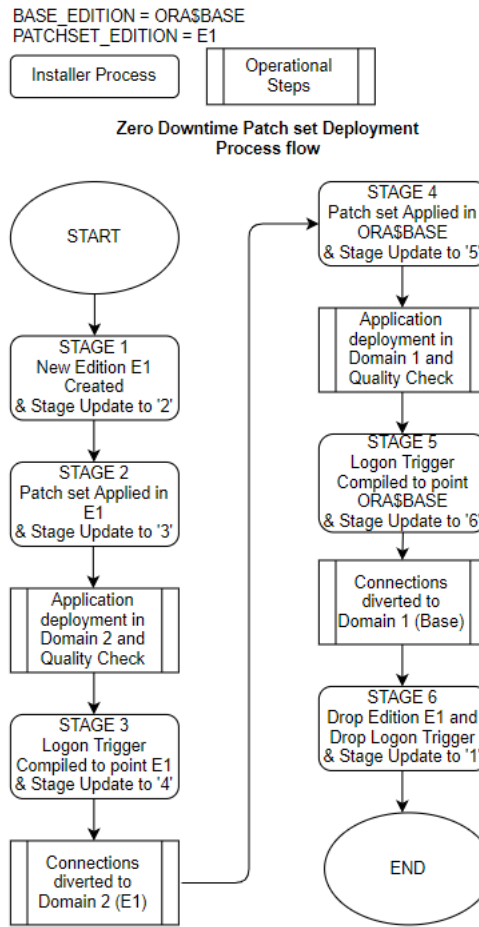 BASE_EDITION = ORA$BASE
PATCHSET_EDITION = E1
Installer Process
Operational
Steps
Zero Downtime Patch set Deployment
Process flow
START
STAGE 1
New Edition E1
Created
& Stage Update to '2'
STAGE 2
Patch set Applied in
E1
& Stage Update to '3'
Application
deployment in
Domain 2 and
Quality Check
STAGE 3
Logon Trigger
Compiled to point E1
& Stage Update to '4'
Connections
diverted to
Domain 2 (E1)
STAGE 4
Patch set Applied in
ORA$BASE
& Stage Update to '5'
Application
deployment in
Domain 1 and
Quality Check
STAGE 5
Logon Trigger
Compiled to point
ORA$BASE
& Stage Update to '6'
Connections
diverted to
Domain 1 (Base)
STAGE 6
Drop Edition E1 and
Drop Logon Trigger
& Stage Update to '1'
END